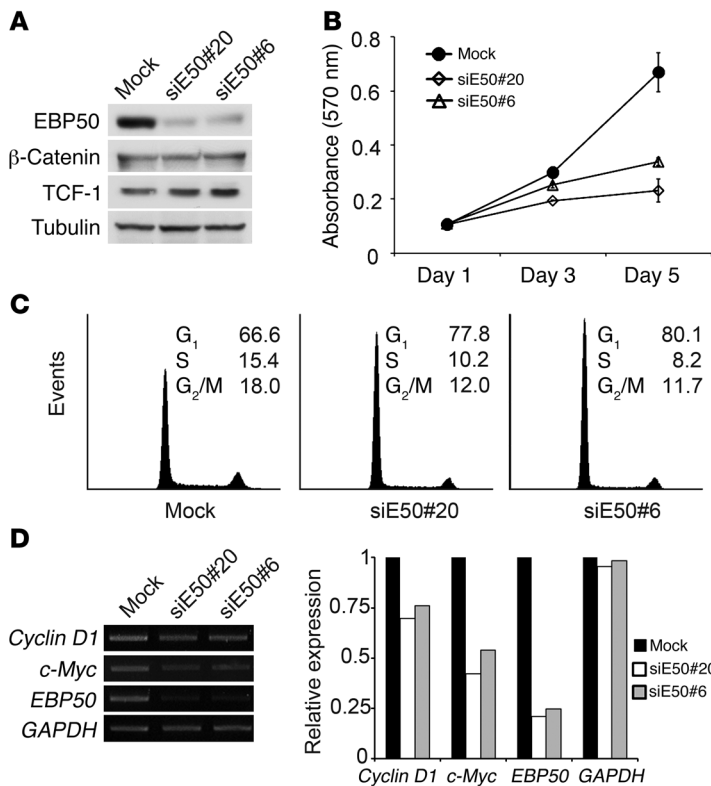 A
Mock
siE50#20
siE50#6
EBP50
β-Catenin
TCF-1
Tubulin
B
Absorbance (570 nm)
0.8
0.6
0.4
0.2
0
Mock
siE50#20
siE50#6
Day 1
Day 3
Day 5
C
Events
G1 66.6
S 15.4
G2/M 18.0
Mock
G1 77.8
S 10.2
G2/M 12.0
siE50#20
G1 80.1
S 8.2
G2/M 11.7
siE50#6
D
Mock
siE50#20
siE50#6
Cyclin D1
c-Myc
EBP50
GAPDH
Relative expression
1
0.75
0.5
0.25
Mock
siE50#20
siE50#6
Cyclin D1 c-Myc EBP50 GAPDH